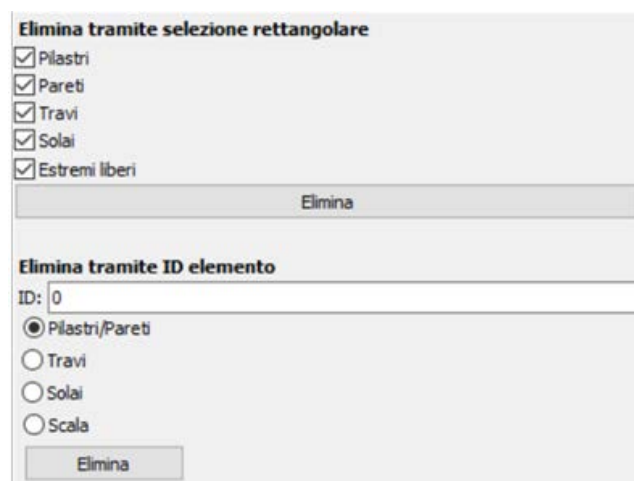 Elimina tramite selezione rettangolare
Pilastri
Pareti
Travi
Solai
Estremi liberi
Elimina
Elimina tramite ID elemento
ID: 0
Pilastri/Pareti
Travi
Solai
Scala
Elimina